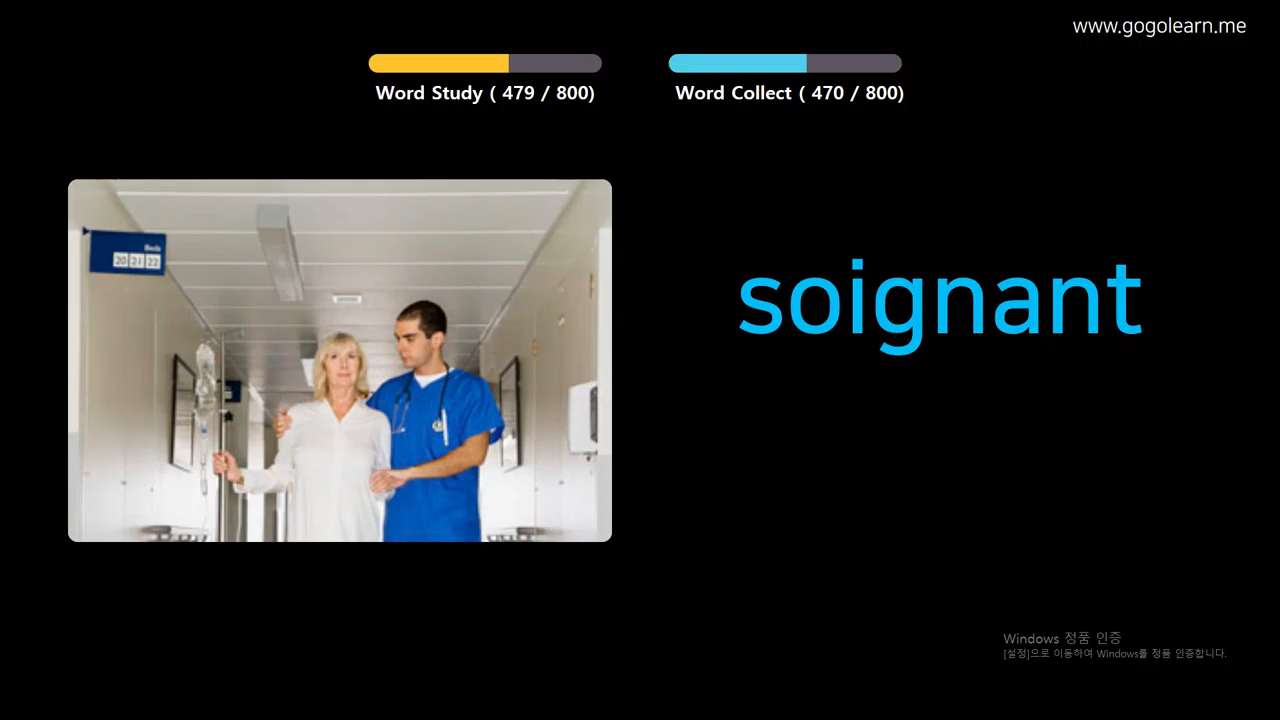 www.gogolearn.me
Word Study ( 479 / 800)
Word Collect ( 470 / 800)
Beds
20 21 22
soignant
Windows 정품 인증
[설정]으로 이동하여 Windows를 정품 인증합니다.